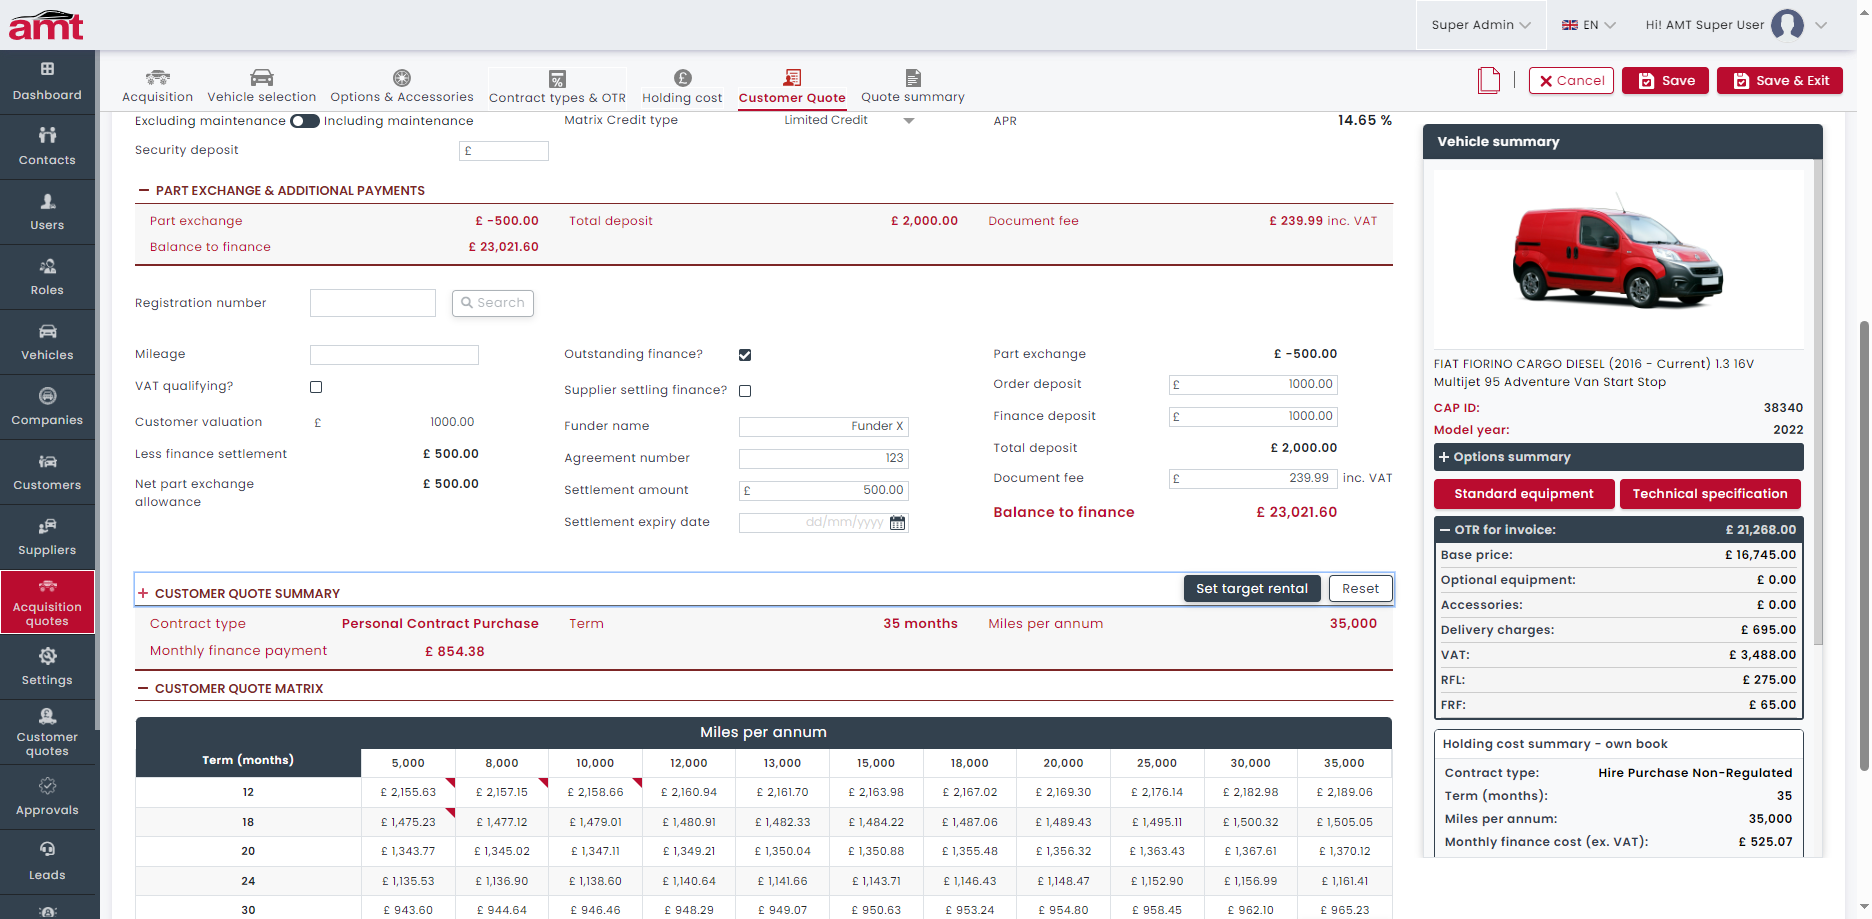 amt
Super Admin
EN
Hi! AMT Super User
Dashboard
Contacts
Users
Roles
Vehicles
Companies
Customers
Suppliers
Acquisition
quotes
Settings
Customer
quotes
Approvals
Leads
Acquisition
Vehicle selection
Options & Accessories
Contract types & OTR
Holding cost
Customer Quote
Quote summary
Cancel
Save
Save & Exit
Excluding maintenance Including maintenance
Matrix Credit type Limited Credit
APR 14.65 %
Security deposit £
PART EXCHANGE & ADDITIONAL PAYMENTS
Part exchange £ -500.00 Total deposit £ 2,000.00 Document fee £ 239.99 inc. VAT
Balance to finance £ 23,021.60
Registration number Search
Mileage
VAT qualifying?
Customer valuation £ 1000.00
Less finance settlement £ 500.00
Net part exchange £ 500.00
allowance
Outstanding finance?
Supplier settling finance?
Funder name Funder X
Agreement number 123
Settlement amount £ 500.00
Settlement expiry date dd/mm/yyyy
Part exchange £ -500.00
Order deposit £ 1000.00
Finance deposit £ 1000.00
Total deposit £ 2,000.00
Document fee £ 239.99 inc. VAT
Balance to finance £ 23,021.60
CUSTOMER QUOTE SUMMARY Set target rental Reset
Contract type Personal Contract Purchase Term 35 months Miles per annum 35,000
Monthly finance payment £ 854.38
CUSTOMER QUOTE MATRIX
Miles per annum
Term (months) 5,000 8,000 10,000 12,000 13,000 15,000 18,000 20,000 25,000 30,000 35,000
12 £ 2,155.63 £ 2,157.15 £ 2,158.66 £ 2,160.94 £ 2,161.70 £ 2,163.98 £ 2,167.02 £ 2,169.30 £ 2,176.14 £ 2,182.98 £ 2,189.06
18 £ 1,475.23 £ 1,477.12 £ 1,479.01 £ 1,480.91 £ 1,482.33 £ 1,484.22 £ 1,487.06 £ 1,489.43 £ 1,495.11 £ 1,500.32 £ 1,505.05
20 £ 1,343.77 £ 1,345.02 £ 1,347.11 £ 1,349.21 £ 1,350.04 £ 1,350.88 £ 1,355.48 £ 1,356.32 £ 1,363.43 £ 1,367.61 £ 1,370.12
24 £ 1,135.53 £ 1,136.90 £ 1,138.60 £ 1,140.64 £ 1,141.66 £ 1,143.71 £ 1,146.43 £ 1,148.47 £ 1,152.90 £ 1,156.99 £ 1,161.41
30 £ 943.60 £ 944.64 £ 946.46 £ 948.29 £ 949.07 £ 950.63 £ 953.24 £ 954.80 £ 958.45 £ 962.10 £ 965.23
Vehicle summary
FIAT FIORINO CARGO DIESEL (2016 - Current) 1.3 16V
Multijet 95 Adventure Van Start Stop
CAP ID: 38340
Model year: 2022
Options summary
Standard equipment Technical specification
OTR for invoice: £ 21,268.00
Base price: £ 16,745.00
Optional equipment: £ 0.00
Accessories: £ 0.00
Delivery charges: £ 695.00
VAT: £ 3,488.00
RFL: £ 275.00
FRF: £ 65.00
Holding cost summary - own book
Contract type: Hire Purchase Non-Regulated
Term (months): 35
Miles per annum: 35,000
Monthly finance cost (ex. VAT): £ 525.07